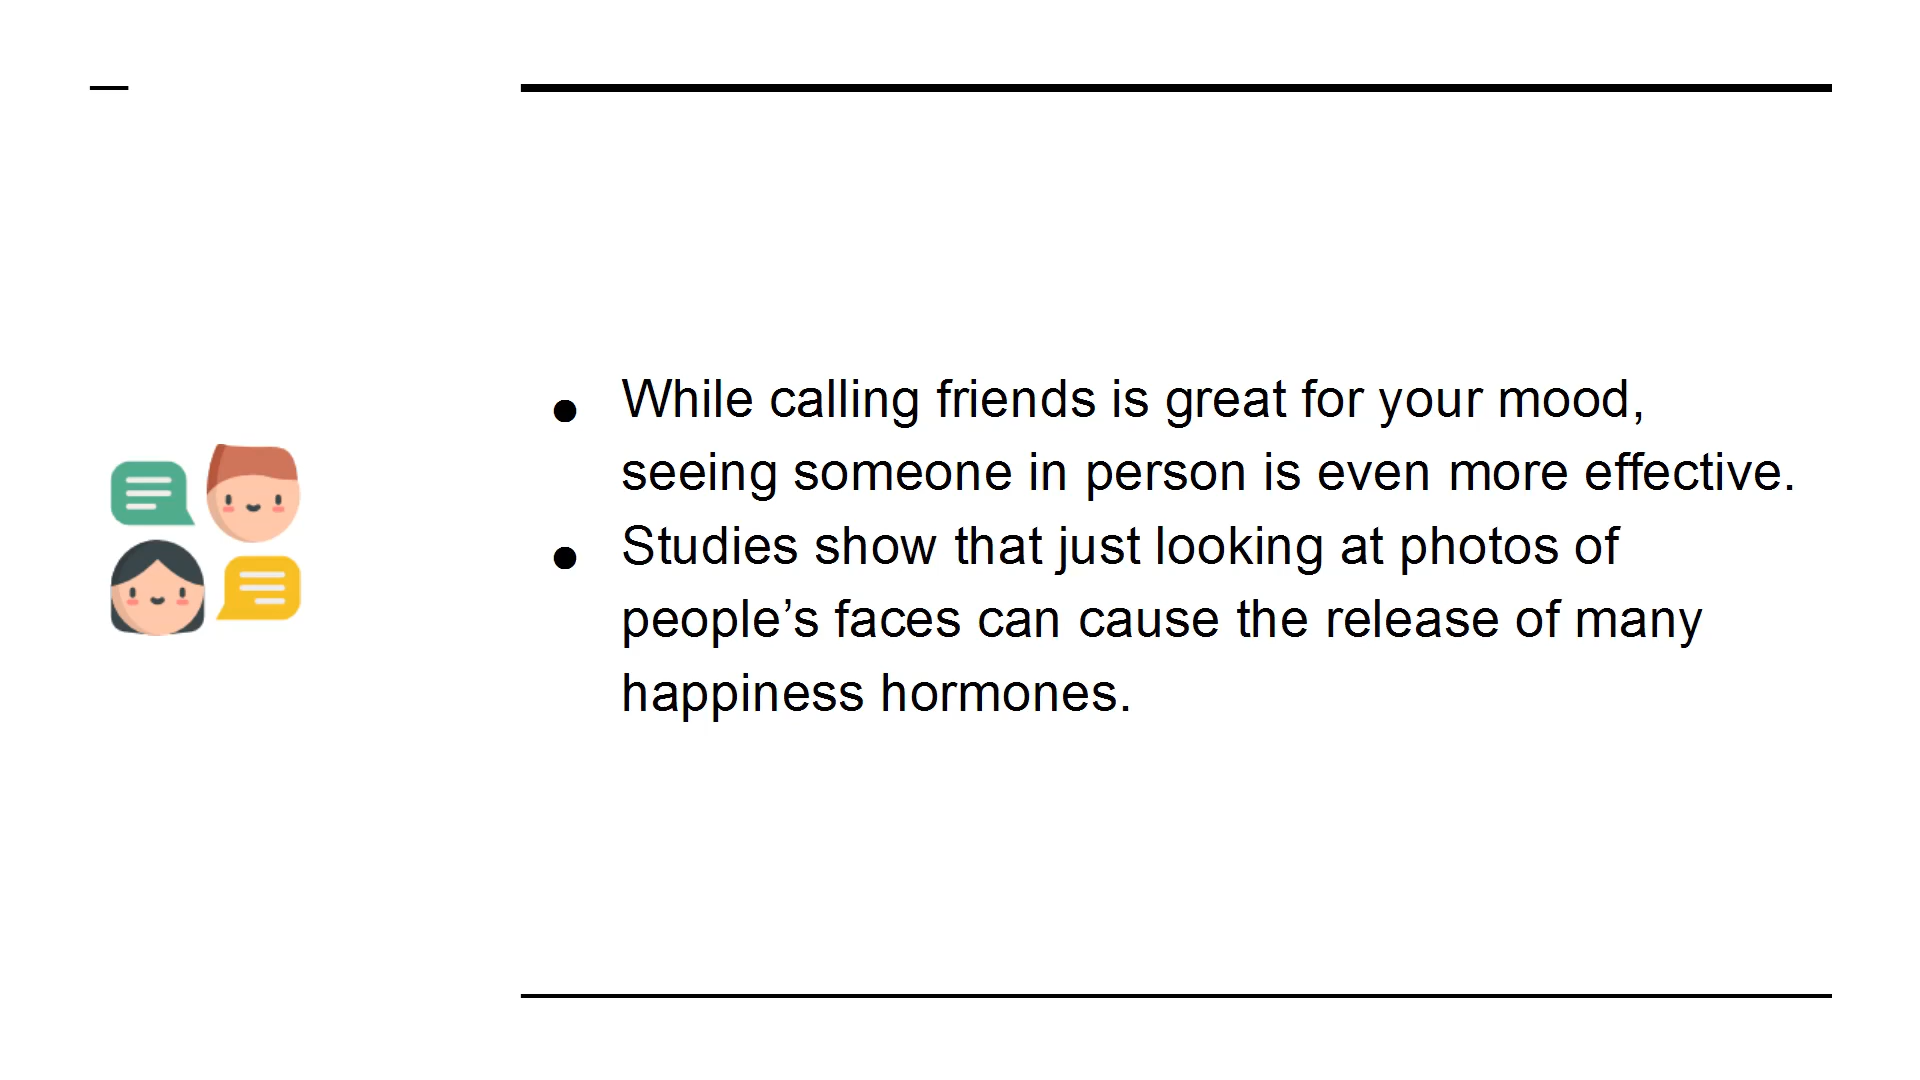 ● While calling friends is great for your mood,
seeing someone in person is even more effective.
● Studies show that just looking at photos of
people’s faces can cause the release of many
happiness hormones.